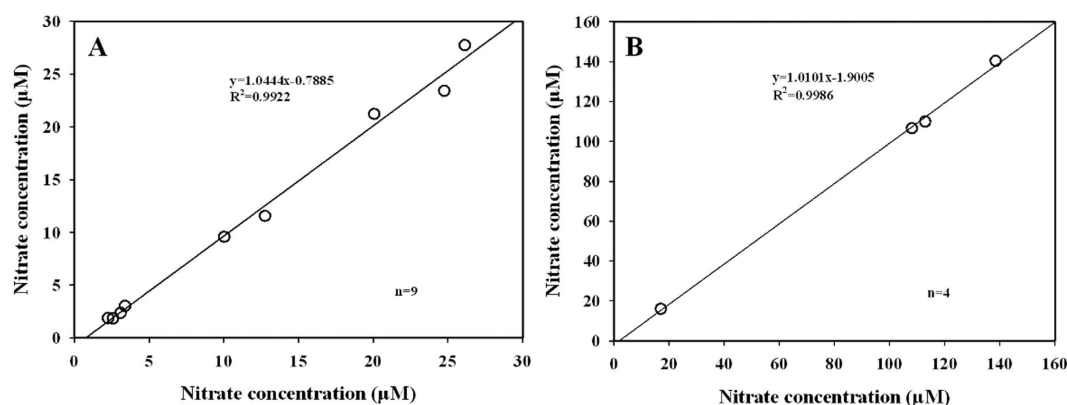 A
30
25
20
15
10
5
0
Nitrate concentration (µM)
y=1.0444x-0.7885
R²=0.9922
n=9
0 5 10 15 20 25 30
Nitrate concentration (µM)
B
160
140
120
100
80
60
40
20
0
Nitrate concentration (µM)
y=1.0101x-1.9005
R²=0.9986
n=4
0 20 40 60 80 100 120 140 160
Nitrate concentration (µM)